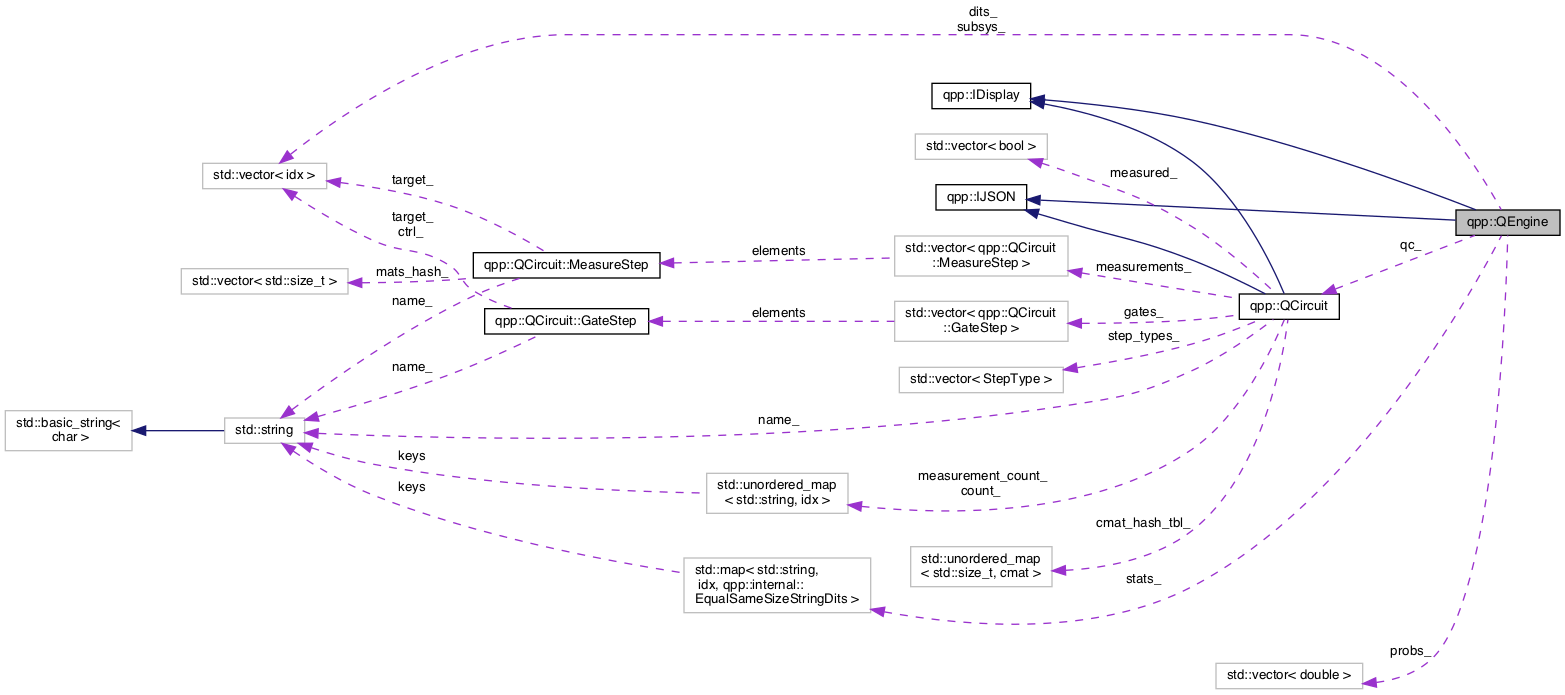 dits_
subsys_
qpp::IDisplay
std::vector< bool >
measured_
std::vector< idx >
target_
qpp::IJSON
target_
ctrl_
qpp::QEngine
qc_
std::vector< qpp::QCircuit
::MeasureStep >
elements
qpp::QCircuit::MeasureStep
mats_hash_
std::vector< std::size_t >
measurements_
name_
qpp::QCircuit
std::vector< qpp::QCircuit
::GateStep >
elements
qpp::QCircuit::GateStep
gates_
step_types_
name_
std::vector< StepType >
std::basic_string<
char >
std::string
name_
keys
keys
std::unordered_map
< std::string, idx >
measurement_count_
count_
cmat_hash_tbl_
std::unordered_map
< std::size_t, cmat >
std::map< std::string,
idx, qpp::internal::
EqualSameSizeStringDits >
stats_
probs_
std::vector< double >